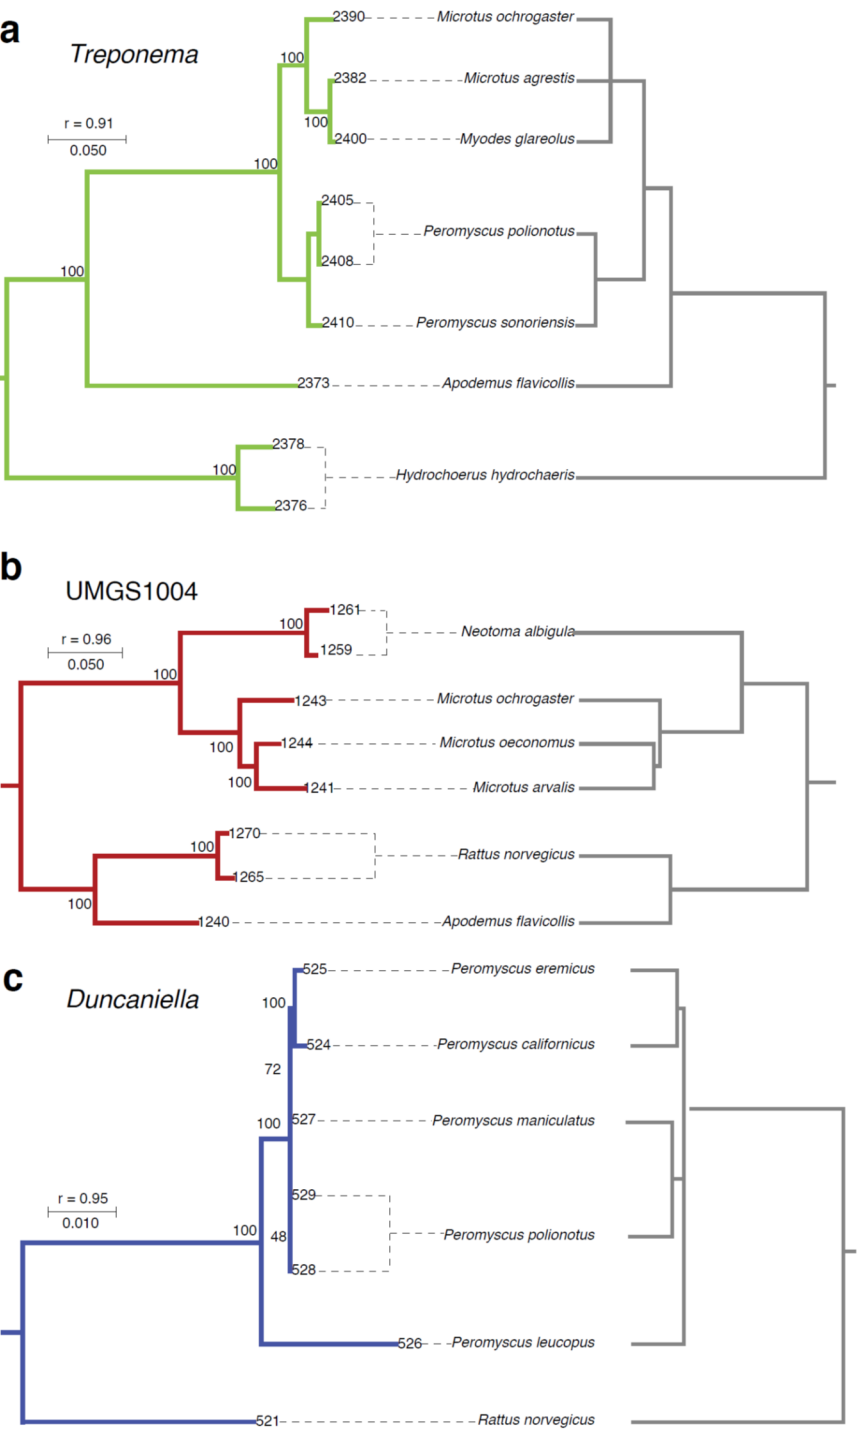 a
Treponema
r = 0.91
0.050
100
100
100
100
100
2390
Microtus ochrogaster
2382
Microtus agrestis
2400
Myodes glareolus
2405
Peromyscus polionotus
2408
2410
Peromyscus sonoriensis
2373
Apodemus flavicollis
2378
Hydrochoerus hydrochaeris
2376
b
UMGS1004
r = 0.96
0.050
100
100
100
100
100
100
1261
Neotoma albigula
1259
1243
Microtus ochrogaster
1244
Microtus oeconomus
1241
Microtus arvalis
1270
Rattus norvegicus
1265
1240
Apodemus flavicollis
c
Duncaniella
r = 0.95
0.010
100
72
100
100
48
525
Peromyscus eremicus
524
Peromyscus californicus
527
Peromyscus maniculatus
529
Peromyscus polionotus
528
526
Peromyscus leucopus
521
Rattus norvegicus